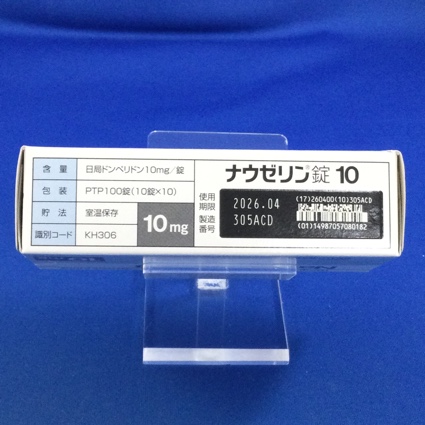 含量 日局ドンペリドン10mg/錠
包装 PTP100錠(10錠×10)
貯法 室温保存
識別コード KH306
10mg
ナウゼリン®錠 10
使用期限 2026.04
製造番号 305ACD
(17)260400(10)305ACD
(01)14987057080182